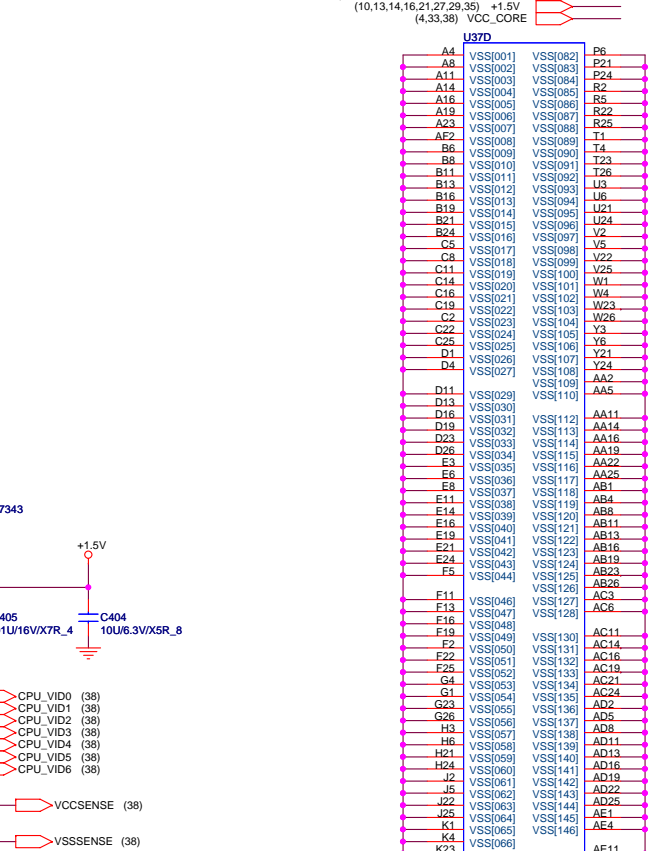 (10,13,14,16,21,27,29,35) +1.5V
(4,33,38) VCC_CORE
U37D
A4 VSS[001] VSS[082] P6
A8 VSS[002] VSS[083] P21
A11 VSS[003] VSS[084] P24
A14 VSS[004] VSS[085] R2
A16 VSS[005] VSS[086] R5
A19 VSS[006] VSS[087] R22
A23 VSS[007] VSS[088] R25
AF2 VSS[008] VSS[089] T1
B6 VSS[009] VSS[090] T4
B8 VSS[010] VSS[091] T23
B11 VSS[011] VSS[092] T26
B13 VSS[012] VSS[093] U3
B16 VSS[013] VSS[094] U6
B19 VSS[014] VSS[095] U21
B21 VSS[015] VSS[096] U24
B24 VSS[016] VSS[097] V2
C5 VSS[017] VSS[098] V5
C8 VSS[018] VSS[099] V22
C11 VSS[019] VSS[100] V25
C14 VSS[020] VSS[101] W1
C16 VSS[021] VSS[102] W4
C19 VSS[022] VSS[103] W23
C2 VSS[023] VSS[104] W26
C22 VSS[024] VSS[105] Y3
C25 VSS[025] VSS[106] Y6
D1 VSS[026] VSS[107] Y21
D4 VSS[027] VSS[108] Y24
VSS[109] AA2
D11 VSS[029] VSS[110] AA5
D13 VSS[030]
D16 VSS[031] VSS[112] AA11
D19 VSS[032] VSS[113] AA14
D23 VSS[033] VSS[114] AA16
D26 VSS[034] VSS[115] AA19
E3 VSS[035] VSS[116] AA22
E6 VSS[036] VSS[117] AA25
E8 VSS[037] VSS[118] AB1
E11 VSS[038] VSS[119] AB4
E14 VSS[039] VSS[120] AB8
E16 VSS[040] VSS[121] AB11
E19 VSS[041] VSS[122] AB13
E21 VSS[042] VSS[123] AB16
E24 VSS[043] VSS[124] AB19
F5 VSS[044] VSS[125] AB23
VSS[126] AB26
F11 VSS[046] VSS[127] AC3
F13 VSS[047] VSS[128] AC6
F16 VSS[048]
F19 VSS[049] VSS[130] AC11
F2 VSS[050] VSS[131] AC14
F22 VSS[051] VSS[132] AC16
F25 VSS[052] VSS[133] AC19
G4 VSS[053] VSS[134] AC21
G1 VSS[054] VSS[135] AC24
G23 VSS[055] VSS[136] AD2
G26 VSS[056] VSS[137] AD5
H3 VSS[057] VSS[138] AD8
H6 VSS[058] VSS[139] AD11
H21 VSS[059] VSS[140] AD13
H24 VSS[060] VSS[141] AD16
J2 VSS[061] VSS[142] AD19
J5 VSS[062] VSS[143] AD22
J22 VSS[063] VSS[144] AD25
J25 VSS[064] VSS[145] AE1
K1 VSS[065] VSS[146] AE4
K4 VSS[066]
K23 AE11
7343
+1.5V
405
1U/16V/X7R_4
C404
10U/6.3V/X5R_8
CPU_VID0 (38)
CPU_VID1 (38)
CPU_VID2 (38)
CPU_VID3 (38)
CPU_VID4 (38)
CPU_VID5 (38)
CPU_VID6 (38)
VCCSENSE (38)
VSSSENSE (38)